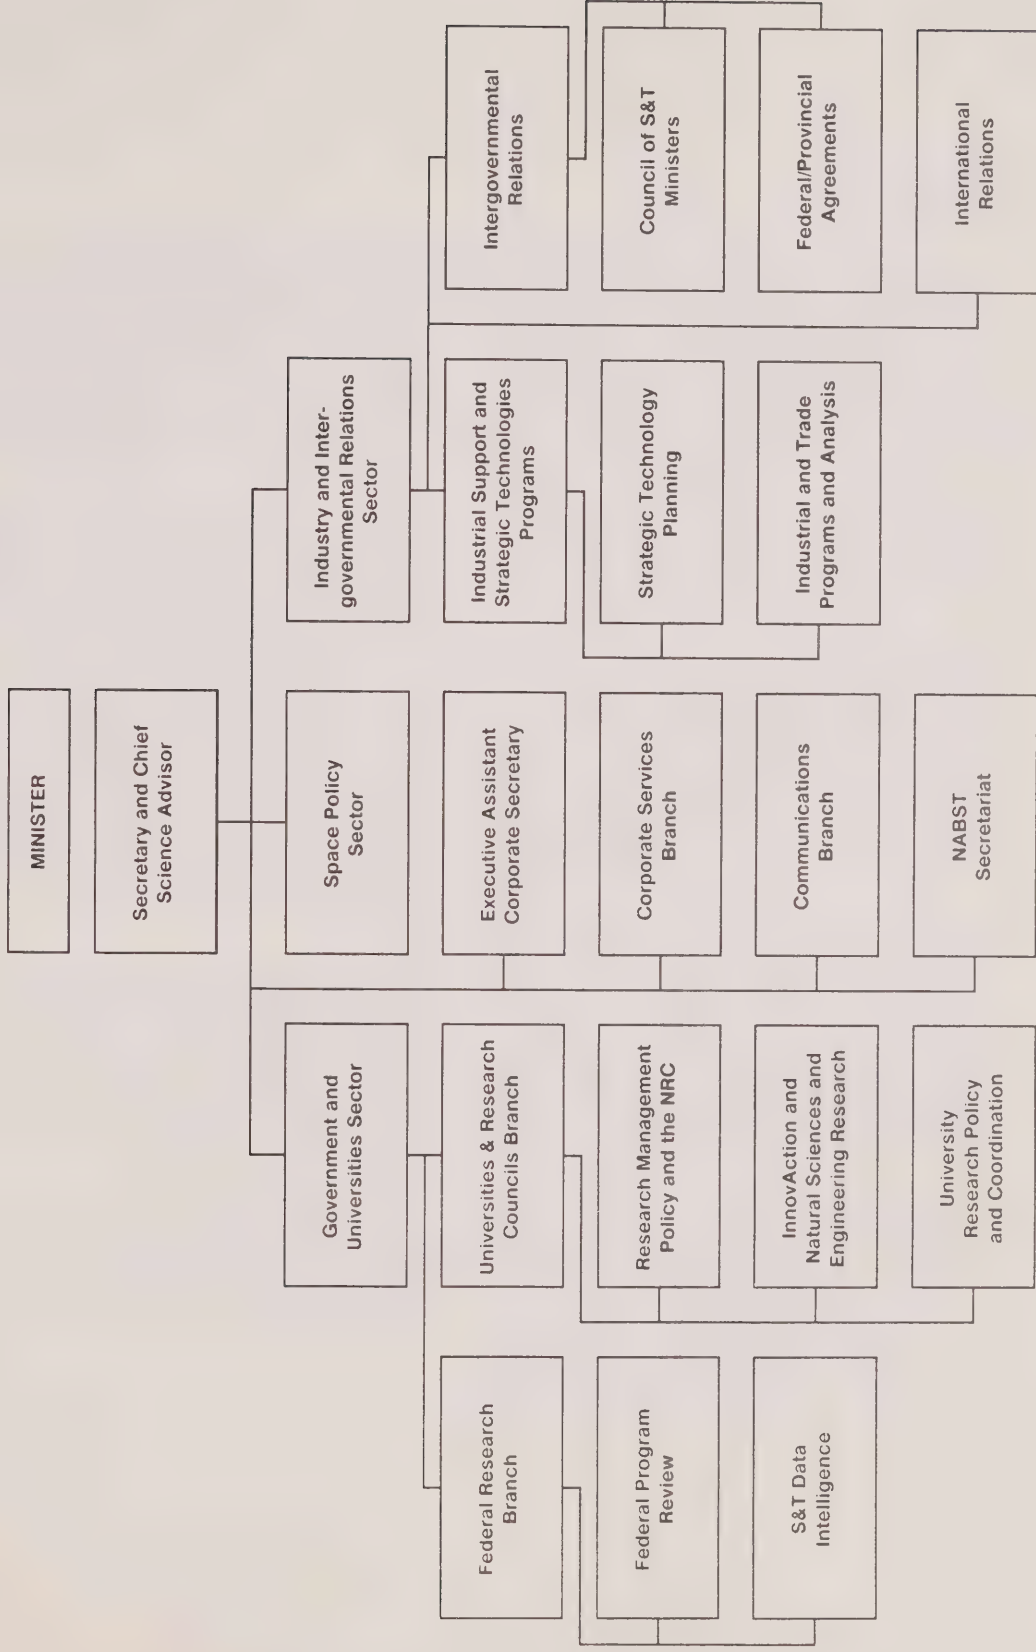 MINISTER
Secretary and Chief
Science Advisor
Government and
Universities Sector
Space Policy
Sector
Industry and Inter-
governmental Relations
Sector
Federal Research
Branch
Universities & Research
Councils Branch
Executive Assistant
Corporate Secretary
Industrial Support and
Strategic Technologies
Programs
Intergovernmental
Relations
Federal Program
Review
Research Management
Policy and the NRC
Corporate Services
Branch
Strategic Technology
Planning
Council of S&T
Ministers
S&T Data
Intelligence
InnovAction and
Natural Sciences and
Engineering Research
Communications
Branch
Industrial and Trade
Programs and Analysis
Federal/Provincial
Agreements
University
Research Policy
and Coordination
NABST
Secretariat
International
Relations